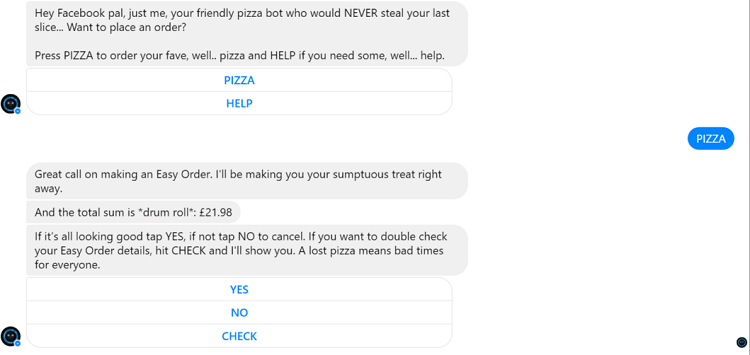 Hey Facebook pal, just me, your friendly pizza bot who would NEVER steal your last
slice... Want to place an order?
Press PIZZA to order your fave, well.. pizza and HELP if you need some, well... help.
PIZZA
HELP
PIZZA
Great call on making an Easy Order. I'll be making you your sumptuous treat right
away.
And the total sum is *drum roll*: £21.98
If it's all looking good tap YES, if not tap NO to cancel. If you want to double check
your Easy Order details, hit CHECK and I'll show you. A lost pizza means bad times
for everyone.
YES
NO
CHECK